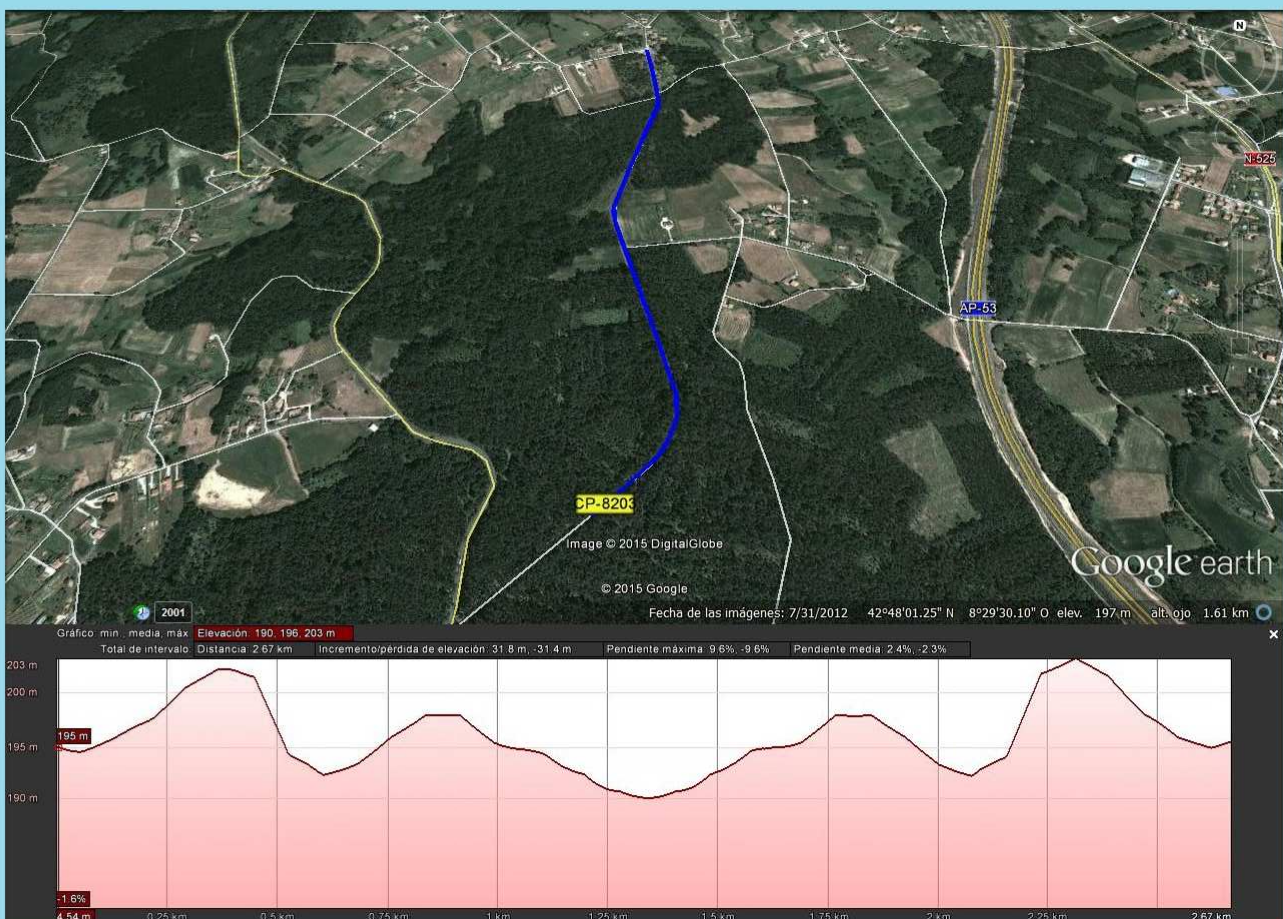 N
N-525
AP-53
CP-8203
Image © 2015 DigitalGlobe
Google earth
© 2015 Google
2001
Fecha de las imágenes: 7/31/2012 42°48'01.25" N 8°29'30.10" O elev. 197 m alt. ojo 1.61 km
Gráfico: min., media, máx. Elevación: 190, 196, 203 m
Total de intervalo: Distancia: 2.67 km Incremento/pérdida de elevación: 31.8 m, -31.4 m Pendiente máxima: 9.6%, -9.6% Pendiente media: 2.4%, -2.3%
203 m
200 m
195 m
195 m
190 m
-1.6%
4.54 m 0.25 km 0.5 km 0.75 km 1 km 1.25 km 1.5 km 1.75 km 2 km 2.25 km 2.67 km